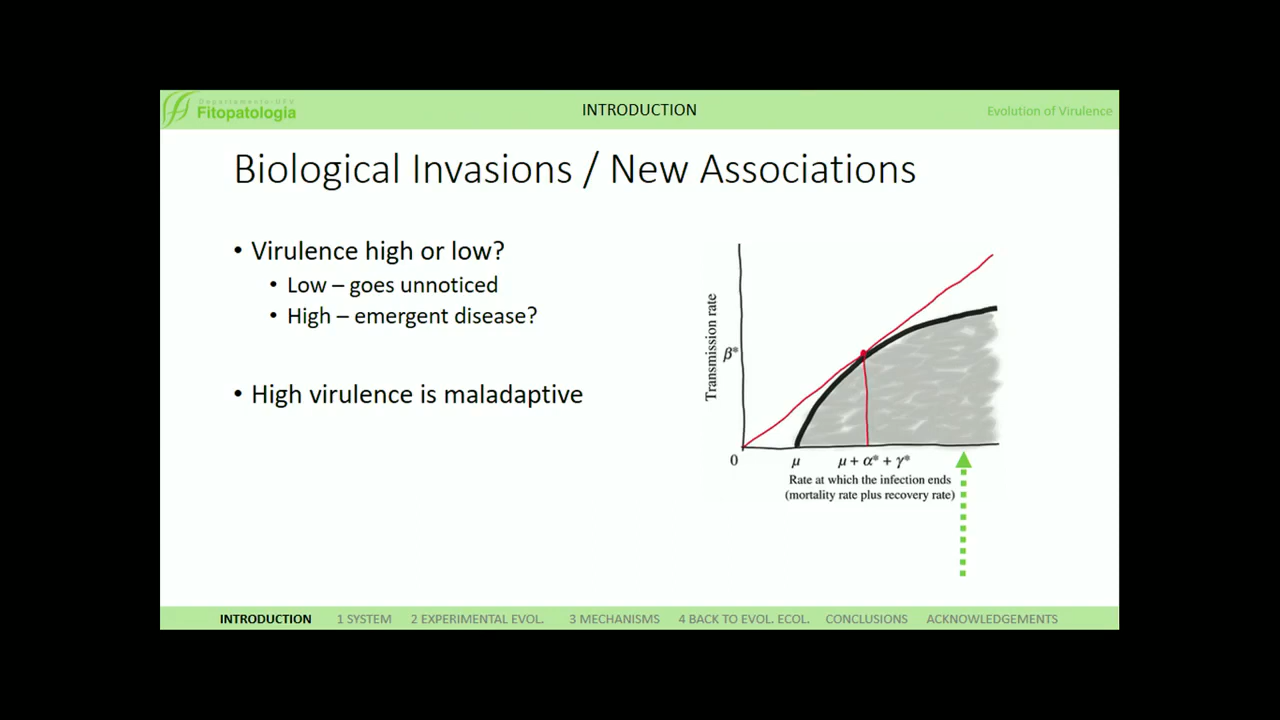 Departamento-UFV
Fitopatologia
INTRODUCTION
Evolution of Virulence
Biological Invasions / New Associations
• Virulence high or low?
• Low – goes unnoticed
• High – emergent disease?
• High virulence is maladaptive
Transmission rate
β*
0
μ
μ + α* + γ*
Rate at which the infection ends
(mortality rate plus recovery rate)
INTRODUCTION
1 SYSTEM
2 EXPERIMENTAL EVOL.
3 MECHANISMS
4 BACK TO EVOL. ECOL.
CONCLUSIONS
ACKNOWLEDGEMENTS